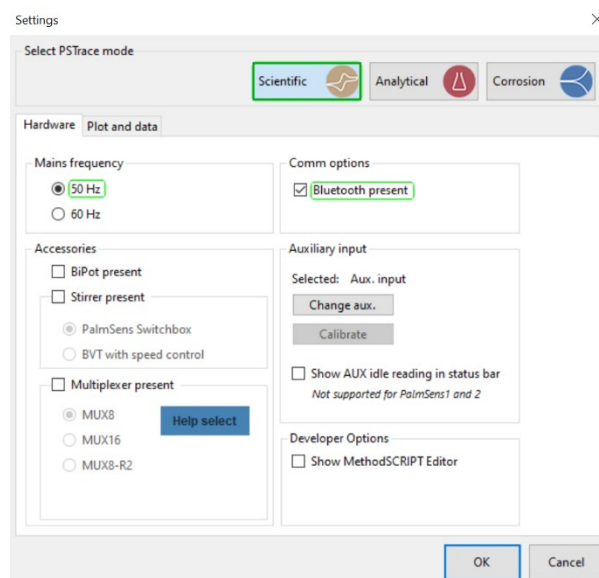 Settings
Select PSTrace mode
Scientific
Analytical
Corrosion
Hardware
Plot and data
Mains frequency
50 Hz
60 Hz
Comm options
Bluetooth present
Accessories
BiPot present
Stirrer present
PalmSens Switchbox
BVT with speed control
Multiplexer present
MUX8
MUX16
MUX8-R2
Help select
Auxiliary input
Selected: Aux. input
Change aux.
Calibrate
Show AUX idle reading in status bar
Not supported for PalmSens1 and 2
Developer Options
Show MethodSCRIPT Editor
OK
Cancel